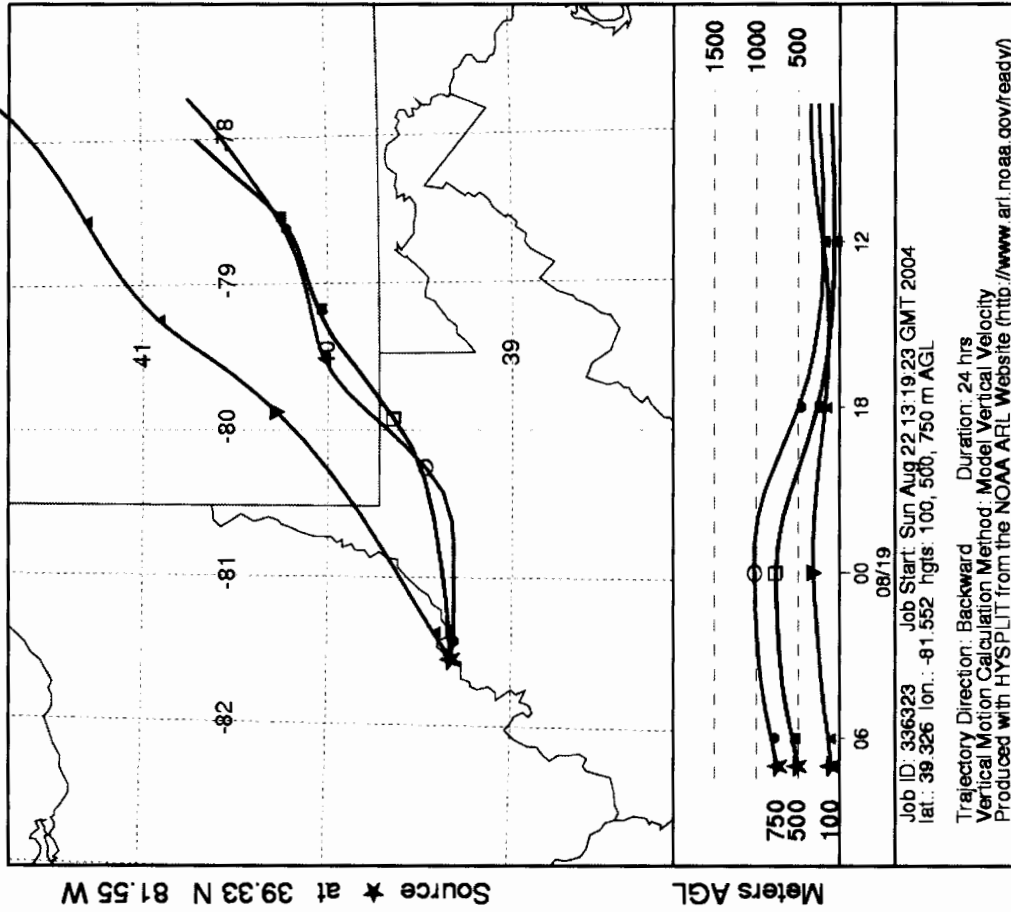 Source ★ at 39.33 N 81.55 W
41
40
39
-82
-81
-80
-79
-78
Meters AGL
1500
1000
500
750
500
100
06
00
18
12
08/19
Job ID: 336323 Job Start: Sun Aug 22 13:19:23 GMT 2004
lat.: 39.326 lon.: -81.552 hgts: 100, 500, 750 m AGL
Trajectory Direction: Backward Duration: 24 hrs
Vertical Motion Calculation Method: Model Vertical Velocity
Produced with HYSPLIT from the NOAA ARL Website (http://www.arl.noaa.gov/ready/)